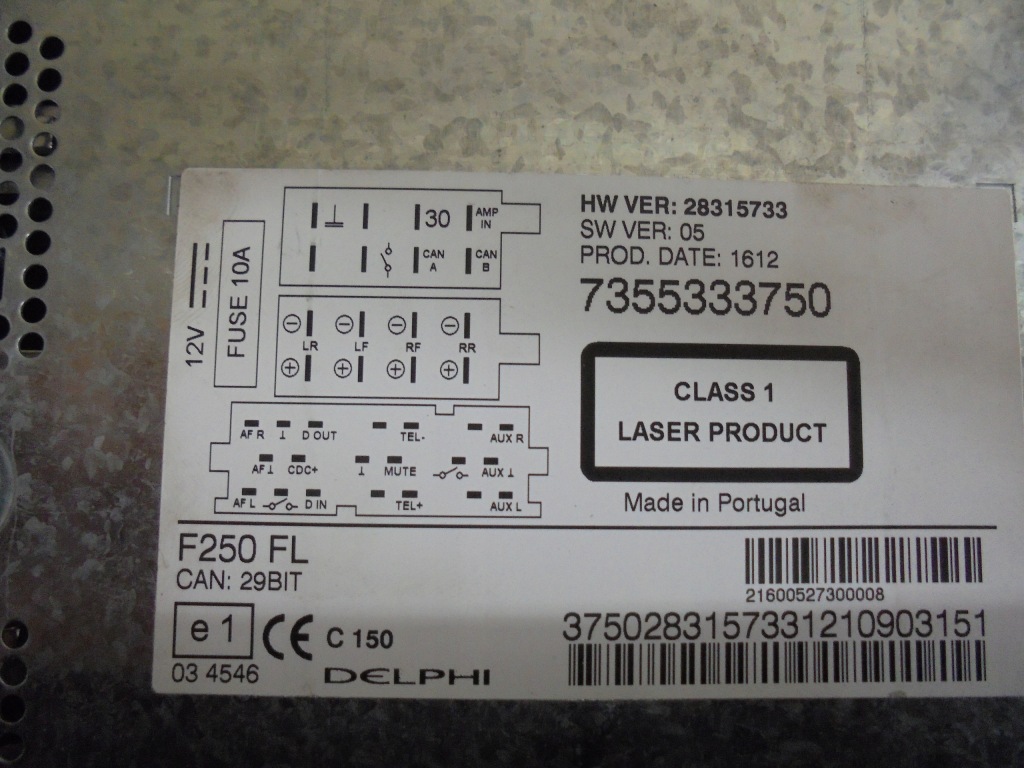 30 AMP IN
CAN A CAN B
12V
FUSE 10A
LR LF RF RR
AF R D OUT TEL- AUX R
AF CDC+ MUTE AUX
AF L D IN TEL+ AUX L
HW VER: 28315733
SW VER: 05
PROD. DATE: 1612
7355333750
CLASS 1
LASER PRODUCT
Made in Portugal
F250 FL
CAN: 29BIT
e 1
CE C 150
03 4546
DELPHI
21600527300008
3750283157331210903151